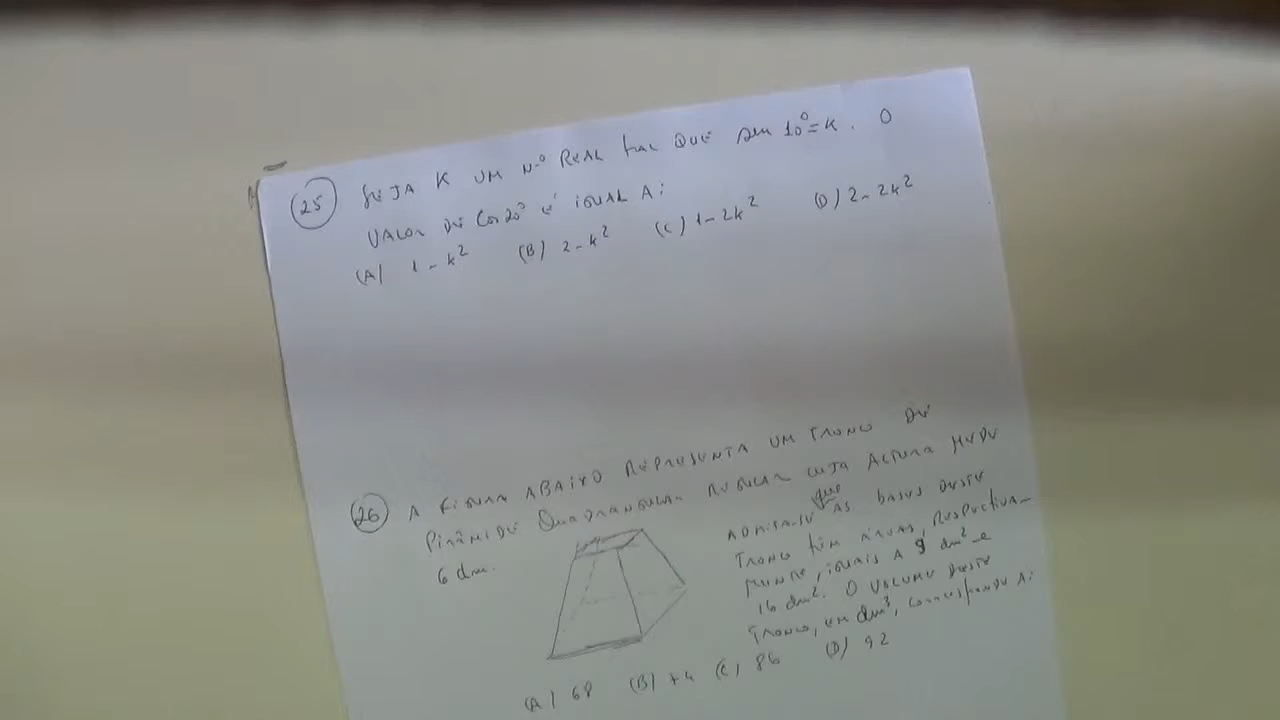 25 SEJA K UM Nº REAL TAL QUE sen 10°=K. O
VALOR DE Cos 20° É IGUAL A:
(A) 1-k² (B) 2-k² (C) 1-2k² (D) 2-2k²
26 A FIGURA ABAIXO REPRESENTA UM TRONCO DE
PIRÂMIDE QUADRANGULAR REGULAR CUJA ALTURA MEDE
6 dm.
ADMITA-SE que AS BASES DESTE
TRONCO TÊM ÁREAS, RESPECTIVA-
MENTE, IGUAIS A 9 dm² e
16 dm². O VOLUME DESTE
TRONCO, EM dm³, CORRESPONDE A:
(A) 68 (B) 74 (C) 86 (D) 92